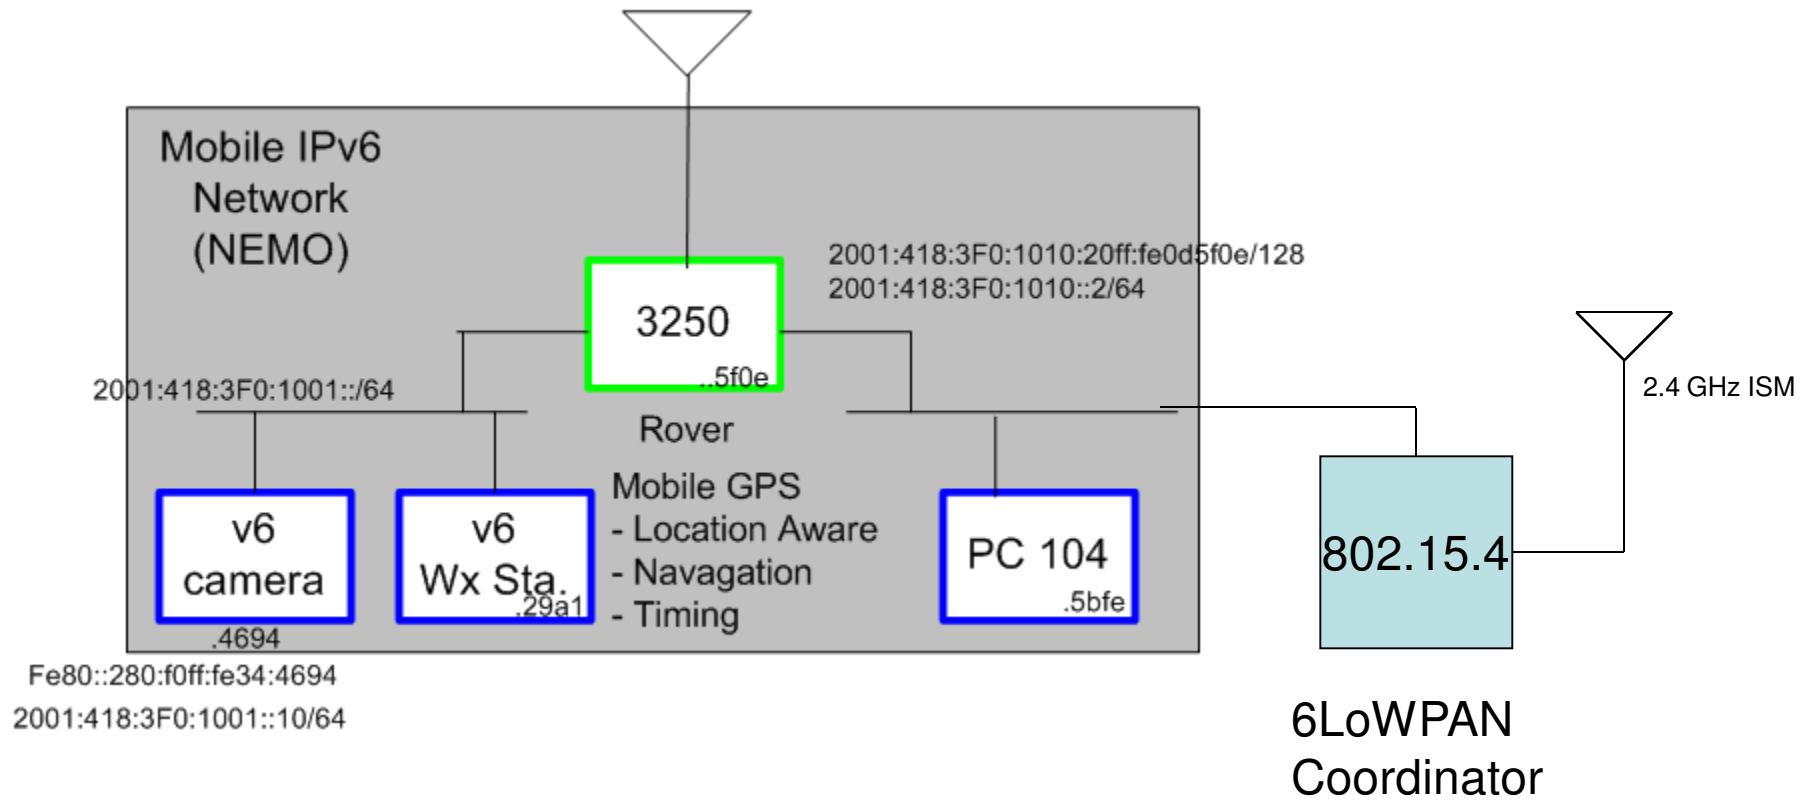 Mobile IPv6
Network
(NEMO)
2001:418:3F0:1010:20ff:fe0d5f0e/128
2001:418:3F0:1010::2/64
3250
..5f0e
2001:418:3F0:1001::/64
2.4 GHz ISM
Rover
Mobile GPS
- Location Aware
- Navagation
- Timing
v6
camera
.4694
v6
Wx Sta.
.29a1
PC 104
.5bfe
802.15.4
Fe80::280:f0ff:fe34:4694
2001:418:3F0:1001::10/64
6LoWPAN
Coordinator